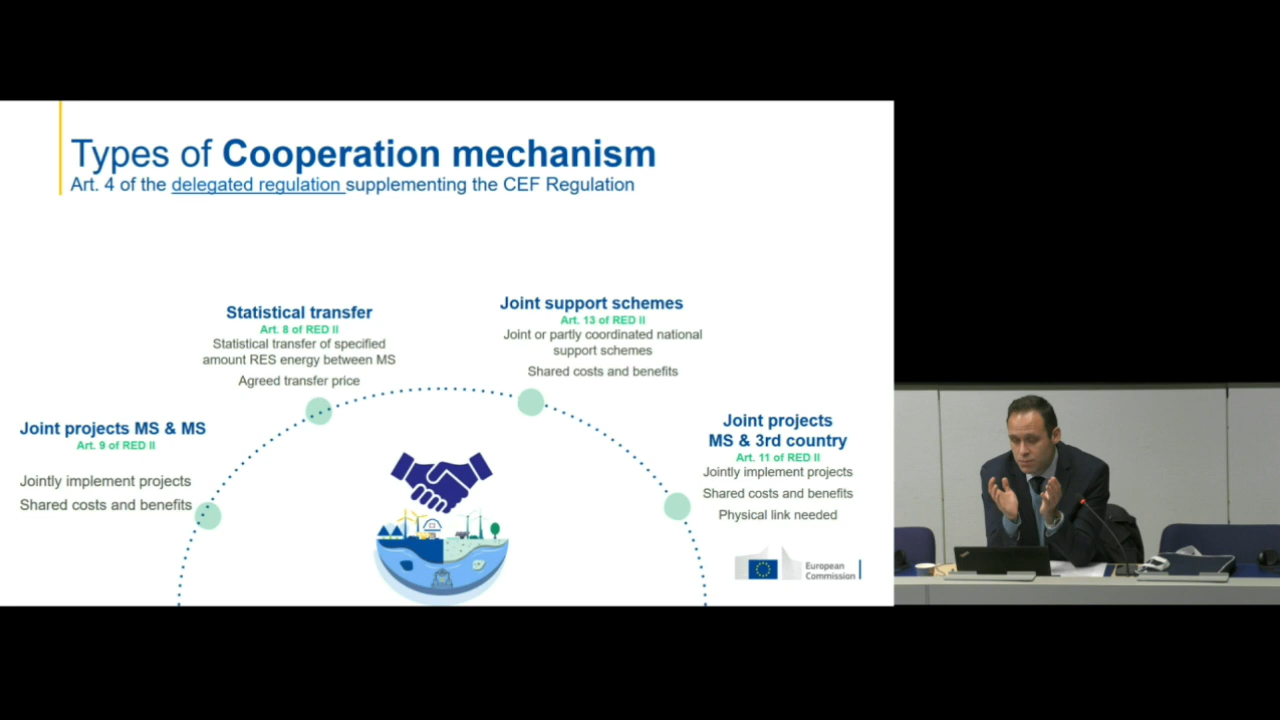 Types of Cooperation mechanism
Art. 4 of the delegated regulation supplementing the CEF Regulation
Joint projects MS & MS
Art. 9 of RED II
Jointly implement projects
Shared costs and benefits
Statistical transfer
Art. 8 of RED II
Statistical transfer of specified
amount RES energy between MS
Agreed transfer price
Joint support schemes
Art. 13 of RED II
Joint or partly coordinated national
support schemes
Shared costs and benefits
Joint projects
MS & 3rd country
Art. 11 of RED II
Jointly implement projects
Shared costs and benefits
Physical link needed
European
Commission